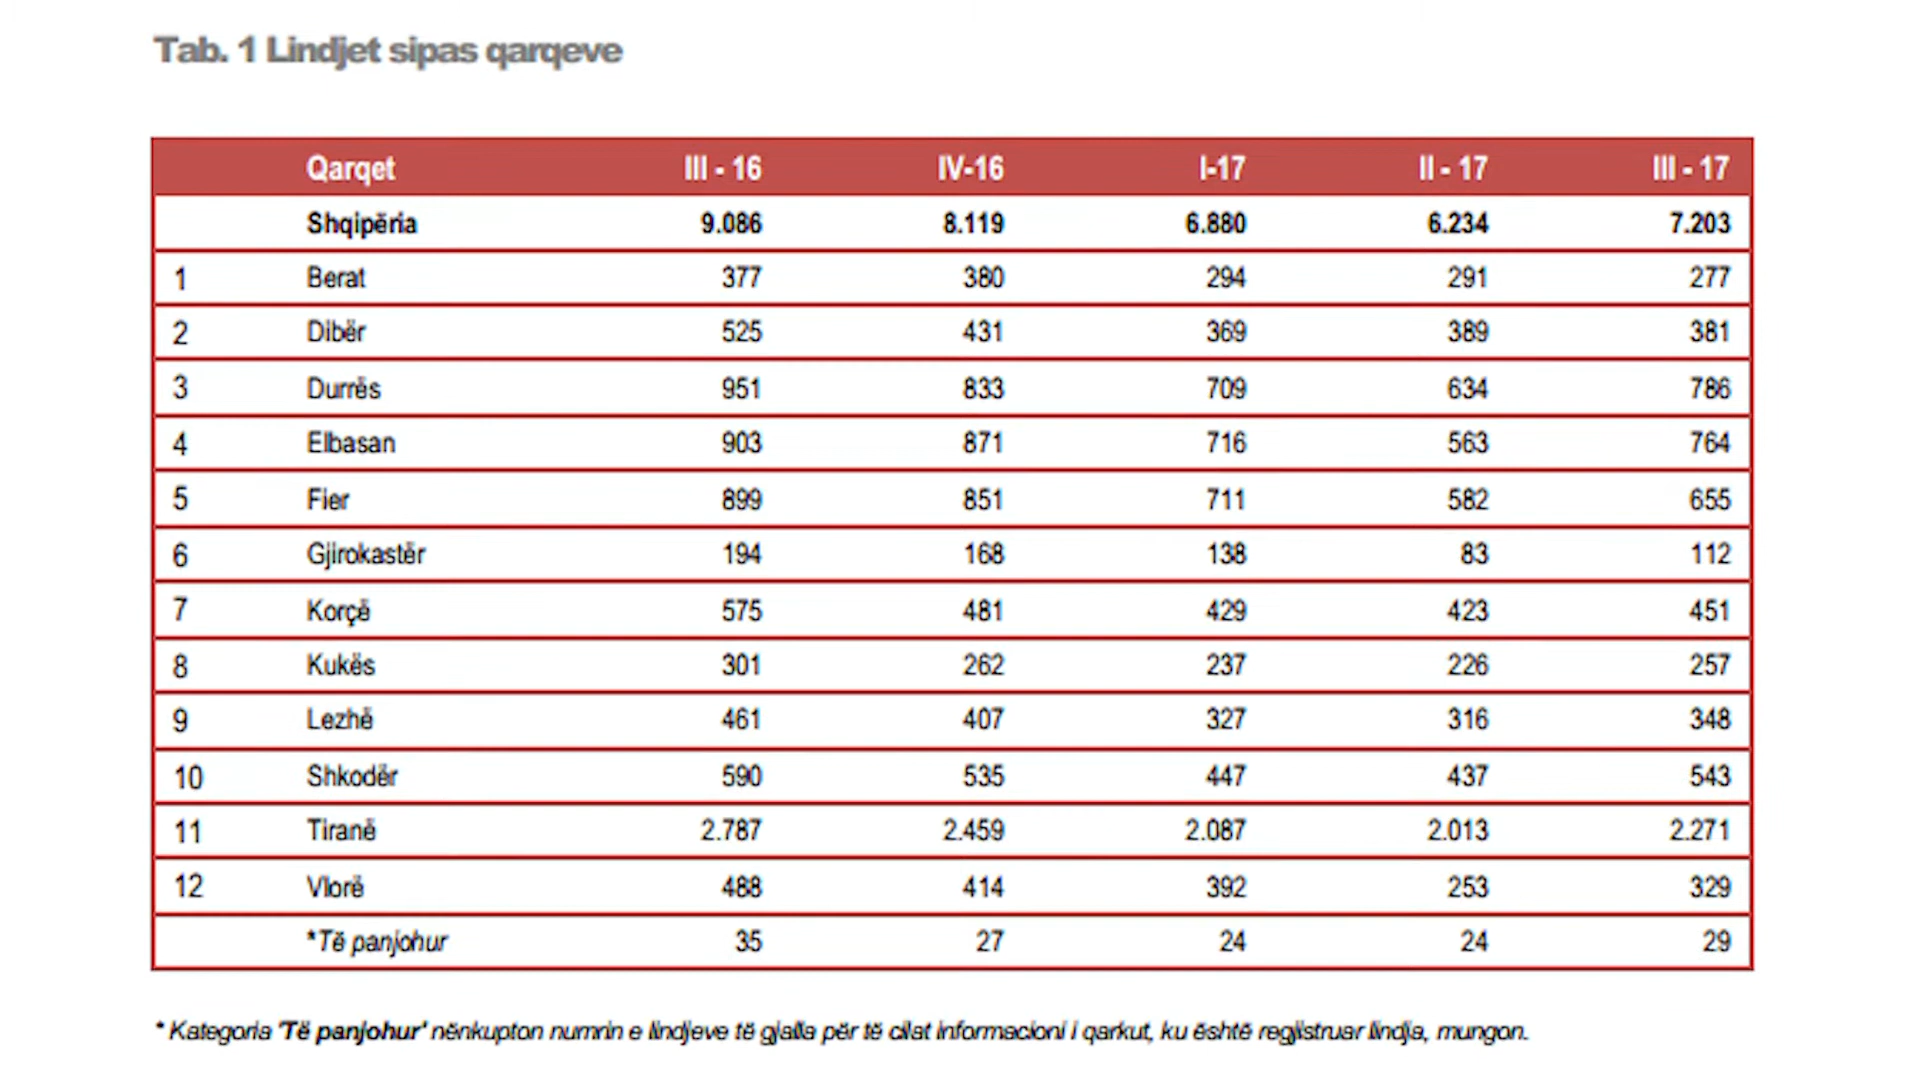 Tab. 1 Lindjet sipas qarqeve
Qarqet III - 16 IV-16 I-17 II - 17 III - 17
Shqipëria 9.086 8.119 6.880 6.234 7.203
1 Berat 377 380 294 291 277
2 Dibër 525 431 369 389 381
3 Durrës 951 833 709 634 786
4 Elbasan 903 871 716 563 764
5 Fier 899 851 711 582 655
6 Gjirokastër 194 168 138 83 112
7 Korçë 575 481 429 423 451
8 Kukës 301 262 237 226 257
9 Lezhë 461 407 327 316 348
10 Shkodër 590 535 447 437 543
11 Tiranë 2.787 2.459 2.087 2.013 2.271
12 Vlorë 488 414 392 253 329
*Të panjohur 35 27 24 24 29
* Kategoria 'Të panjohur' nënkupton numrin e lindjeve të gjalla për të cilat informacioni i qarkut, ku është regjistruar lindja, mungon.